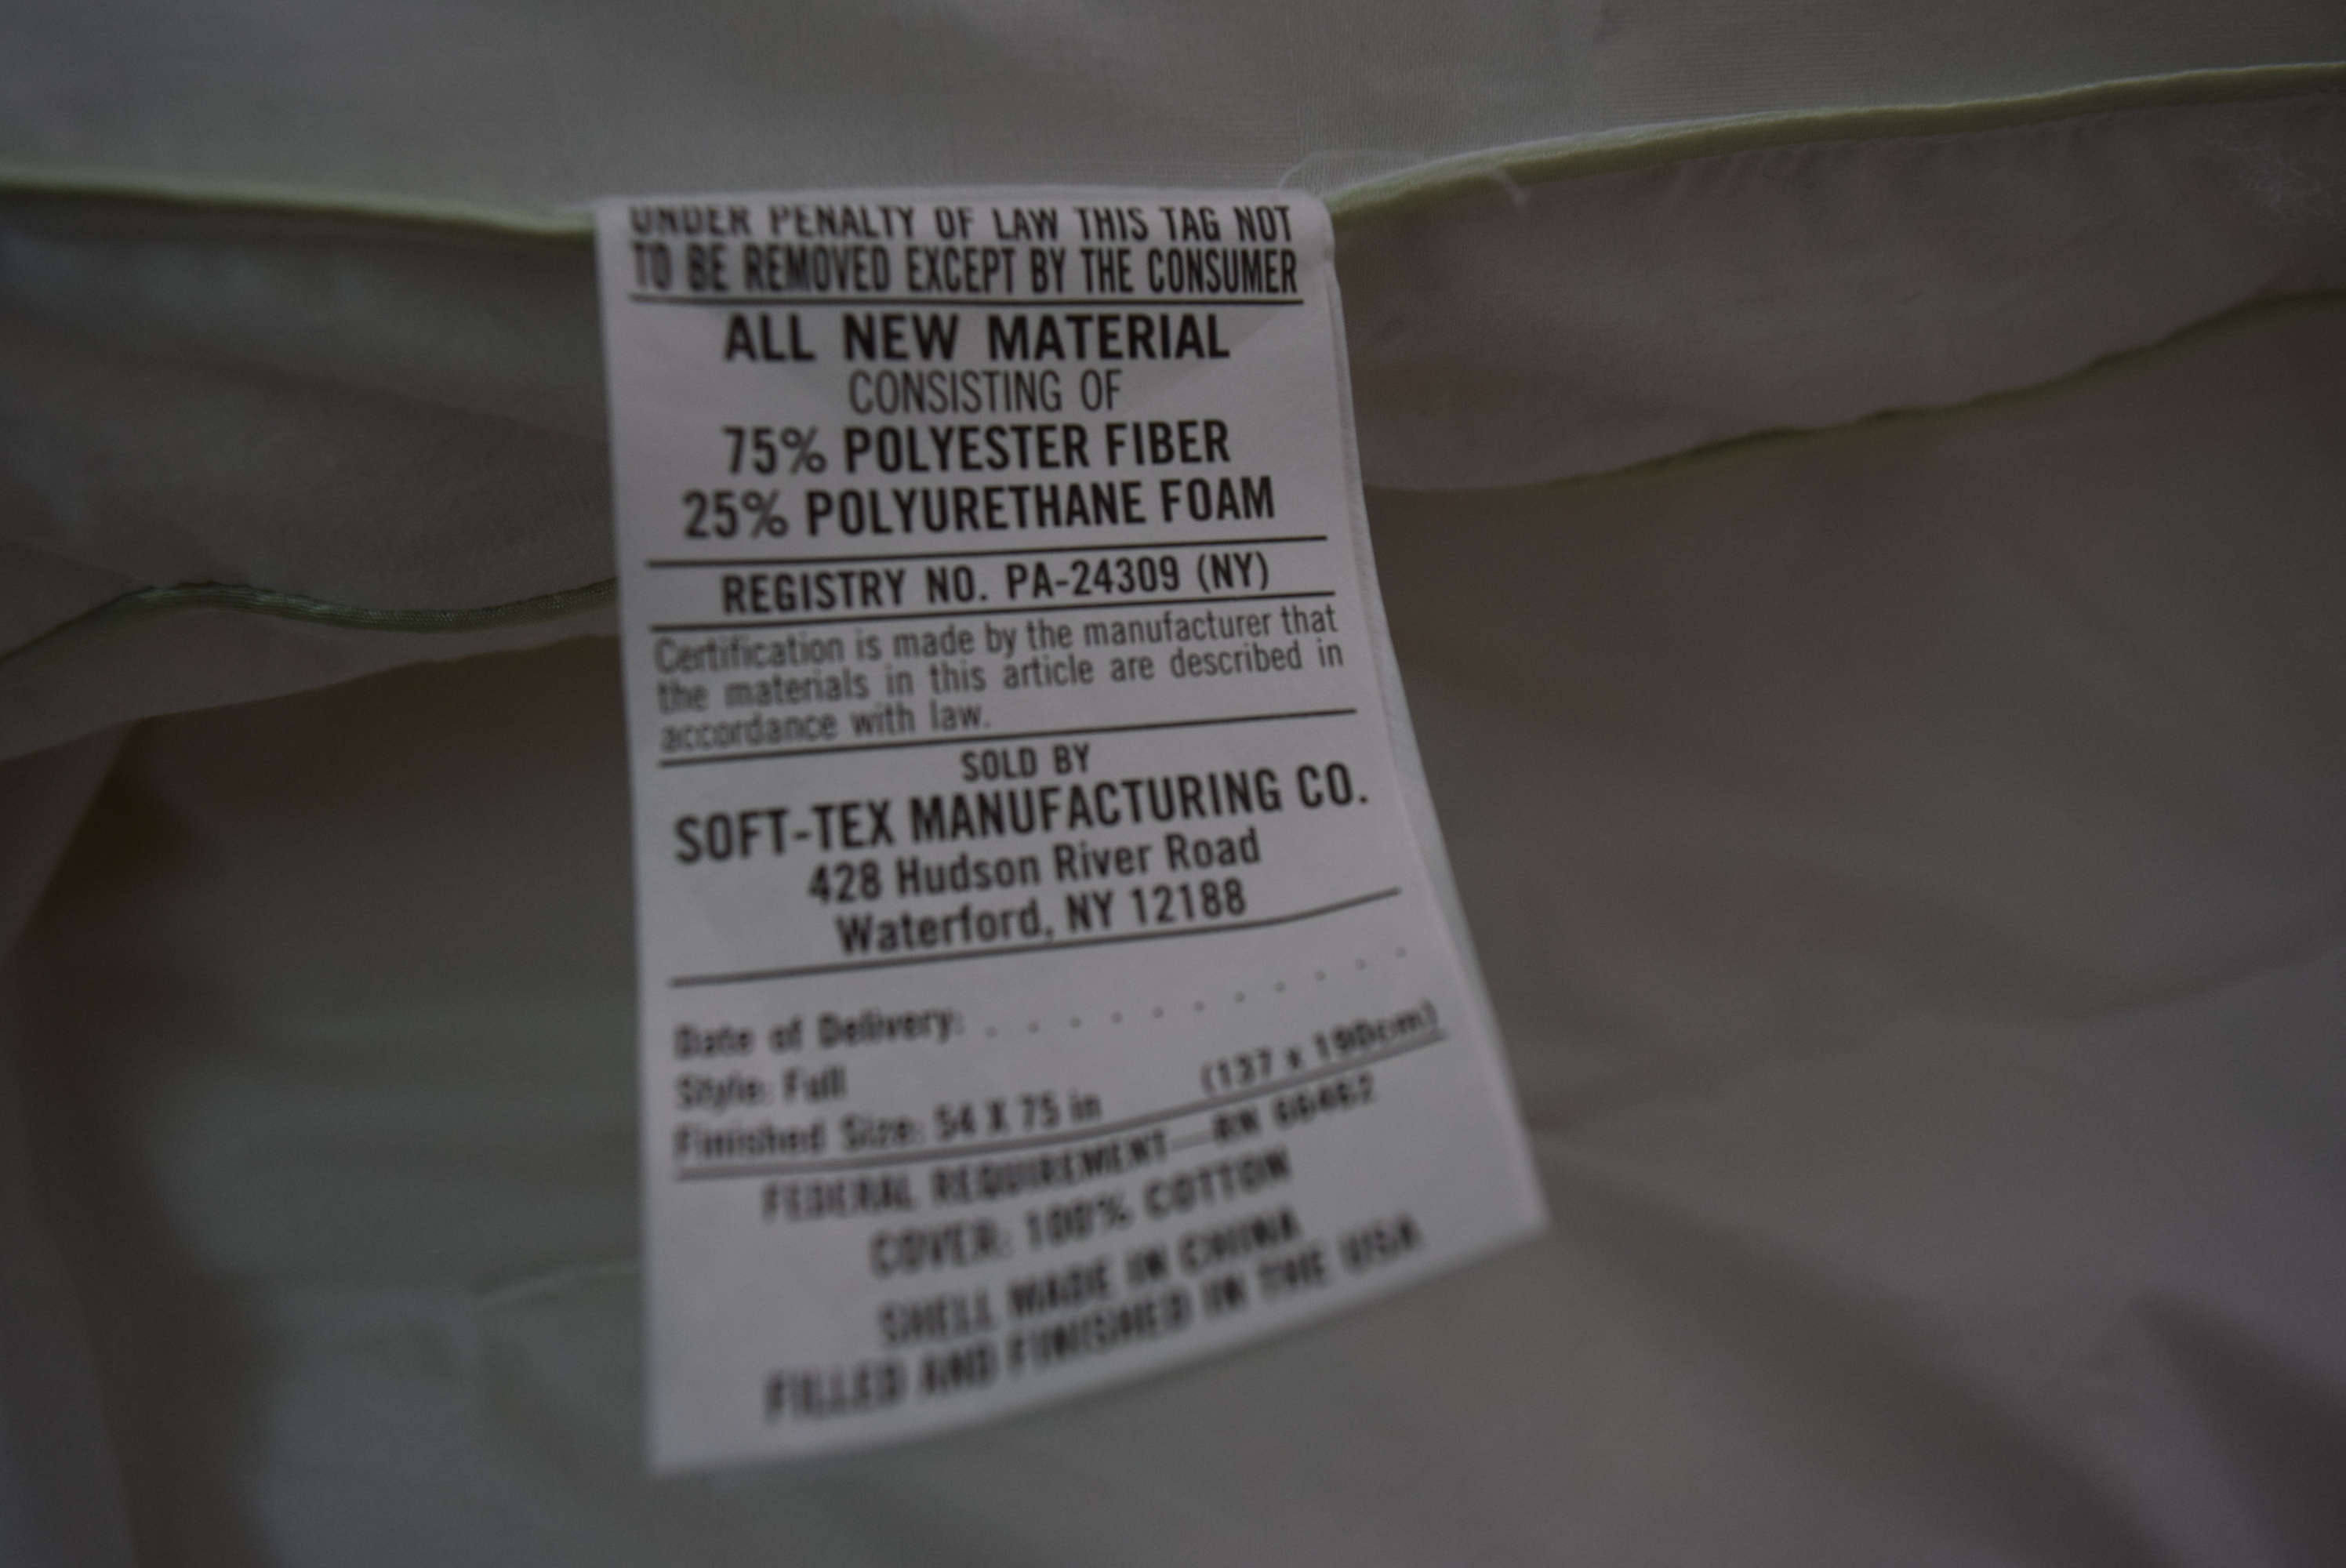 UNDER PENALTY OF LAW THIS TAG NOT
TO BE REMOVED EXCEPT BY THE CONSUMER
ALL NEW MATERIAL
CONSISTING OF
75% POLYESTER FIBER
25% POLYURETHANE FOAM
REGISTRY NO. PA-24309 (NY)
Certification is made by the manufacturer that
the materials in this article are described in
accordance with law.
SOLD BY
SOFT-TEX MANUFACTURING CO.
428 Hudson River Road
Waterford, NY 12188
Date of Delivery: . . . . . . . . . . .
Style: Full
Finished Size: 54 X 75 in (137 x 190cm)
FEDERAL REQUIREMENT—RN 66462
COVER: 100% COTTON
SHELL MADE IN CHINA
FILLED AND FINISHED IN THE USA